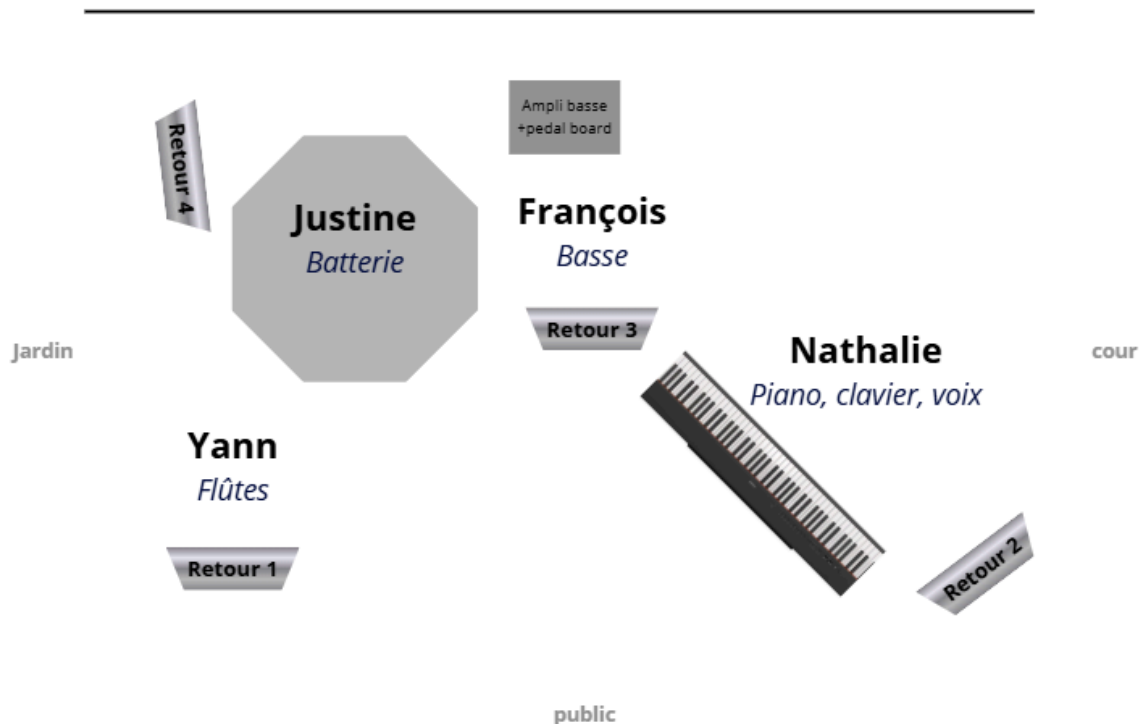 Ampli basse
+pedal board
Retour 4
Justine
Batterie
François
Basse
Retour 3
Jardin
Nathalie
Piano, clavier, voix
cour
Yann
Flûtes
Retour 1
Retour 2
public